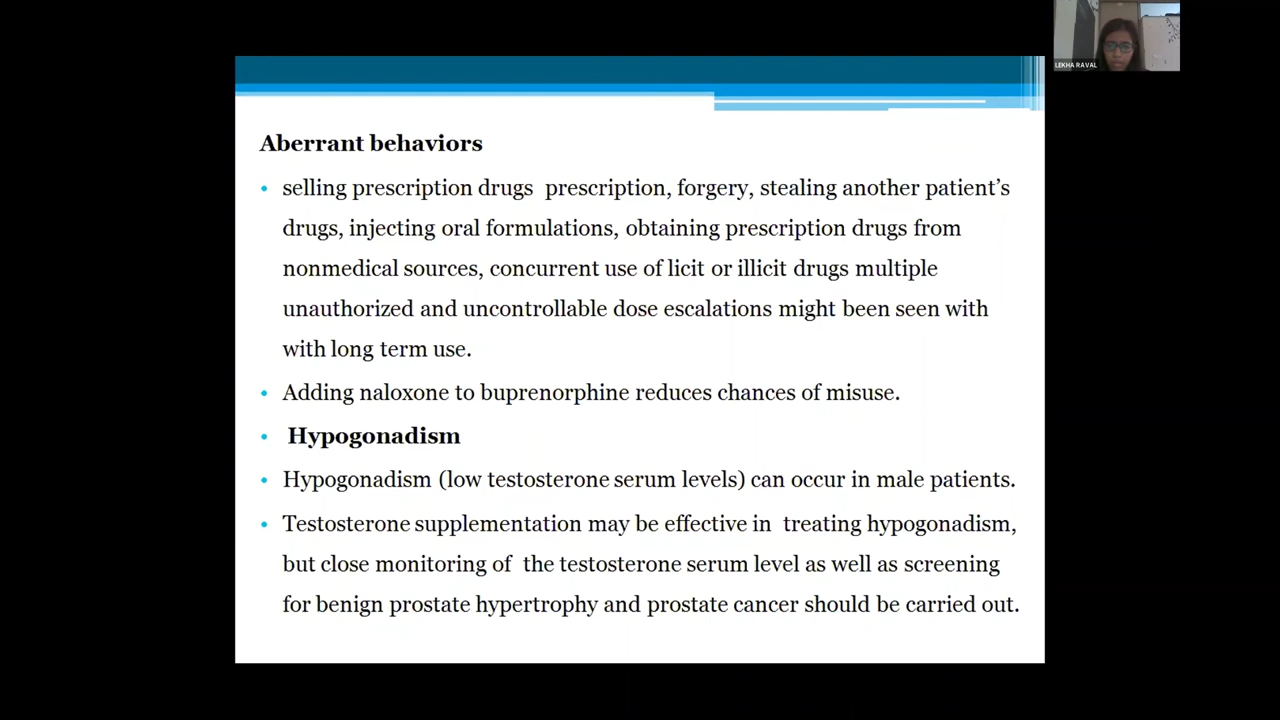 LEKHA RAVAL
Aberrant behaviors
• selling prescription drugs  prescription, forgery, stealing another patient’s
drugs, injecting oral formulations, obtaining prescription drugs from
nonmedical sources, concurrent use of licit or illicit drugs multiple
unauthorized and uncontrollable dose escalations might been seen with
with long term use.
• Adding naloxone to buprenorphine reduces chances of misuse.
• Hypogonadism
• Hypogonadism (low testosterone serum levels) can occur in male patients.
• Testosterone supplementation may be effective in  treating hypogonadism,
but close monitoring of  the testosterone serum level as well as screening
for benign prostate hypertrophy and prostate cancer should be carried out.